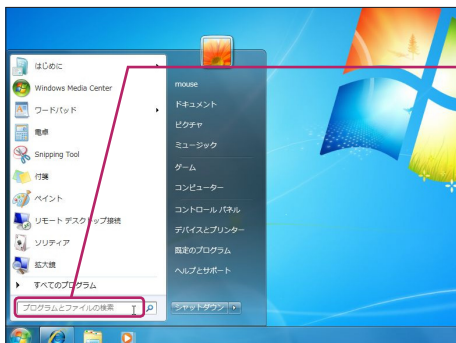 はじめに
Windows Media Center
ワードパッド
電卓
Snipping Tool
付箋
ペイント
リモート デスクトップ接続
ソリティア
拡大鏡
すべてのプログラム
プログラムとファイルの検索
mouse
ドキュメント
ピクチャ
ミュージック
ゲーム
コンピューター
コントロール パネル
デバイスとプリンター
既定のプログラム
ヘルプとサポート
シャットダウン